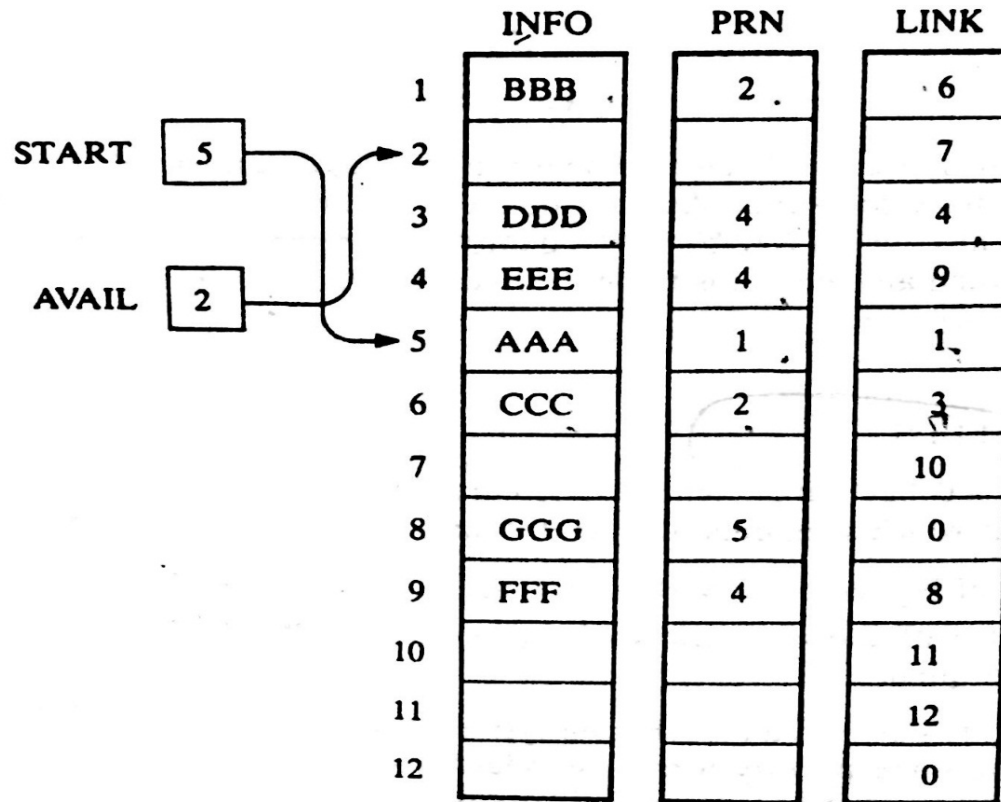 INFO PRN LINK
1 BBB 2 6
START 5 2 7
3 DDD 4 4
AVAIL 2 4 EEE 4 9
5 AAA 1 1
6 CCC 2 3
7 10
8 GGG 5 0
9 FFF 4 8
10 11
11 12
12 0